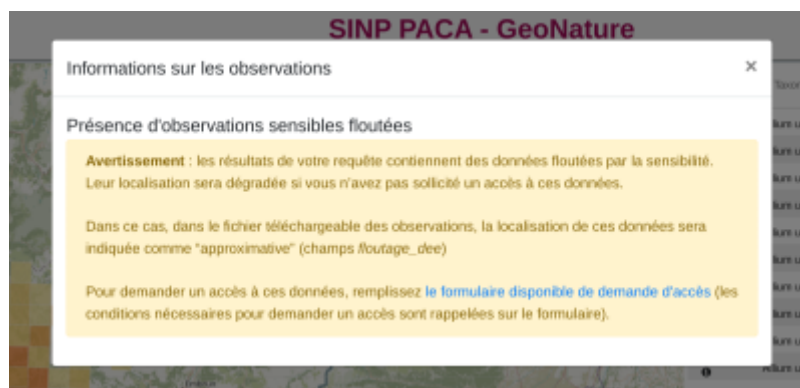 SINP PACA - GeoNature
Informations sur les observations
×
Présence d'observations sensibles floutées
Avertissement : les résultats de votre requête contiennent des données floutées par la sensibilité.
Leur localisation sera dégradée si vous n'avez pas sollicité un accès à ces données.
Dans ce cas, dans le fichier téléchargeable des observations, la localisation de ces données sera
indiquée comme "approximative" (champs floutage_dee)
Pour demander un accès à ces données, remplissez le formulaire disponible de demande d'accès (les
conditions nécessaires pour demander un accès sont rappelées sur le formulaire).